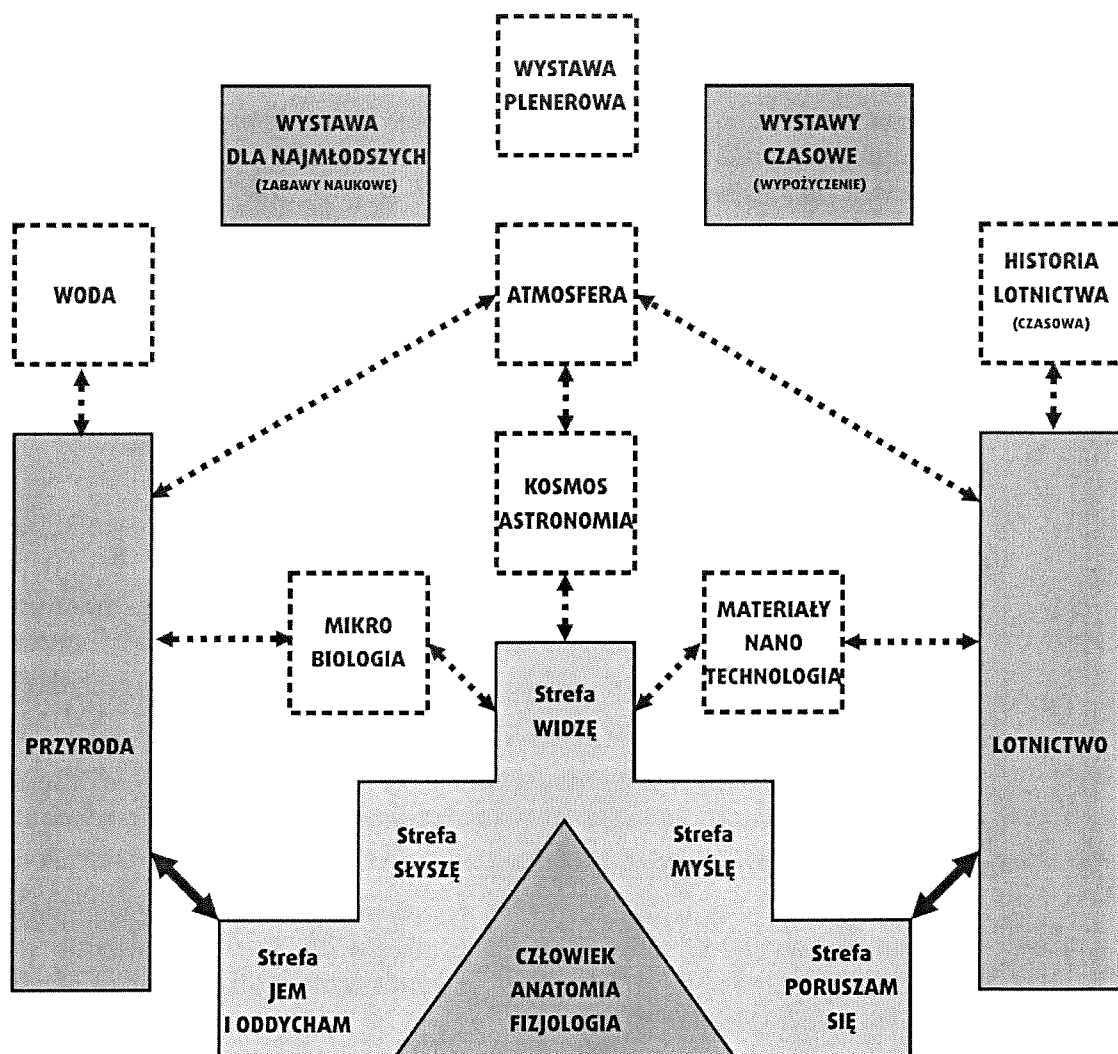 WYSTAWA
PLENEROWA
WYSTAWA
DLA NAJMŁODSZYCH
(ZABAWY NAUKOWE)
WYSTAWY
CZASOWE
(WYPOŻYCZENIE)
WODA
ATMOSFERA
HISTORIA
LOTNICTWA
(CZASOWA)
KOSMOS
ASTRONOMIA
MIKRO
BIOLOGIA
MATERIAŁY
NANO
TECHNOLOGIA
Strefa
WIDZĘ
PRZYRODA
LOTNICTWO
Strefa
SŁYSZĘ
Strefa
MYŚLĘ
Strefa
JEM
I ODDYCHAM
CZŁOWIEK
ANATOMIA
FIZJOLOGIA
Strefa
PORUSZAM
SIĘ